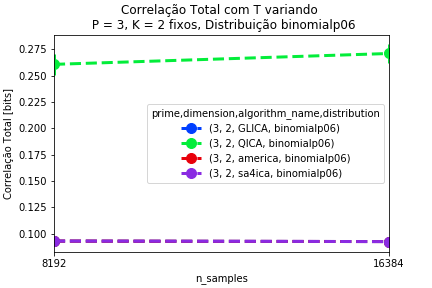 Correlação Total com T variando
P = 3, K = 2 fixos, Distribuição binomialp06
0.275
0.250
0.225
0.200
0.175
0.150
0.125
0.100
Correlação Total [bits]
prime,dimension,algorithm_name,distribution
(3, 2, GLICA, binomialp06)
(3, 2, QICA, binomialp06)
(3, 2, america, binomialp06)
(3, 2, sa4ica, binomialp06)
8192
16384
n_samples